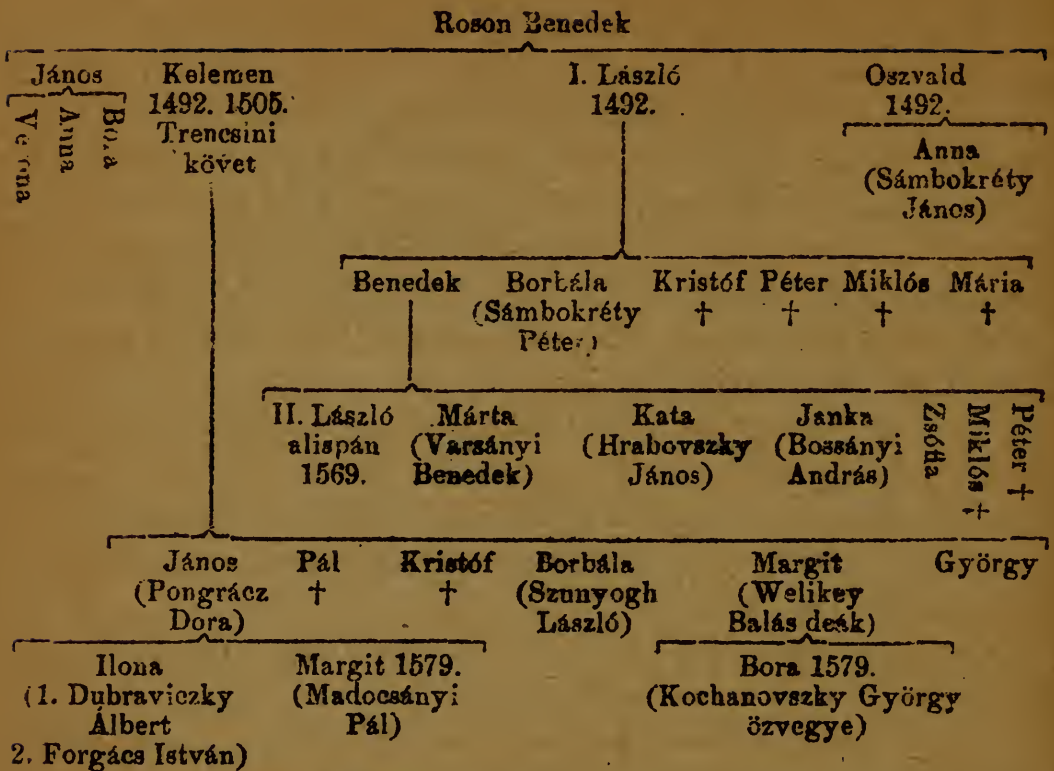 Roson Benedek
János Kelemen I. László Oszvald
1492. 1505. 1492. 1492.
Trencsini
követ
Anna
Anna
(Sámbokréty
János)
Benedek Borbála Kristóf Péter Miklós Mária
(Sámbokréty † † † †
Péter)
II. László Márta Kata Janka Zsófia Miklós † Péter †
alispán (Varsányi (Hrabovszky (Bossányi
1569. Benedek) János) András)
János Pál Kristóf Borbála Margit György
(Pongrácz † † (Szunyogh (Welikey
Dora) László) Balás deák)
Ilona Margit 1579. Bora 1579.
(1. Dubraviczky (Madocsányi (Kochanovszky György
Álbert Pál) özvegye)
2. Forgács István)